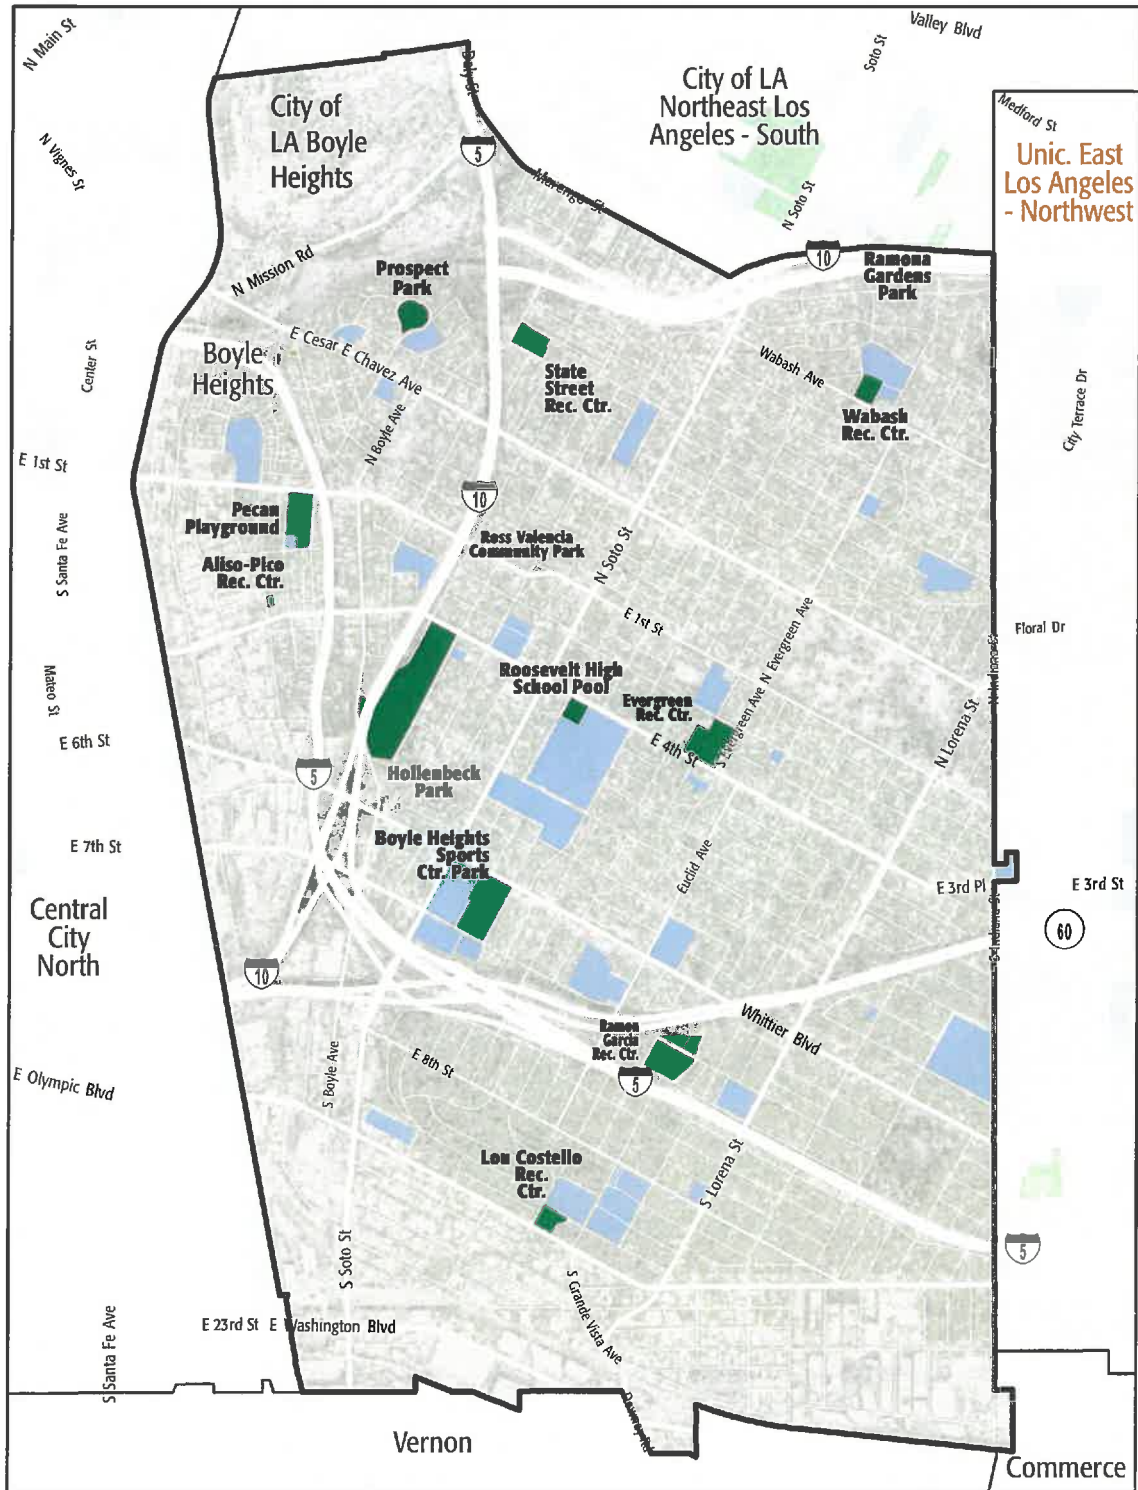 N Main St
Valley Blvd
Soto St
Daly St
City of LA
Northeast Los
Angeles - South
City of
LA Boyle
Heights
Medford St
N Vignes St
5
Unic. East
Los Angeles
- Northwest
Marengo St
N Soto St
10
N Mission Rd
Ramona
Gardens
Park
Prospect
Park
E Cesar E Chavez Ave
Center St
Boyle
Heights
State
Street
Rec. Ctr.
Wabash Ave
City Terrace Dr
Wabash
Rec. Ctr.
N Boyle Ave
E 1st St
10
Pecan
Playground
S Santa Fe Ave
Ross Valencia
Community Park
N Soto St
Aliso-Pico
Rec. Ctr.
E 1st St
N Evergreen Ave
Floral Dr
N Indiana St
Mateo St
Roosevelt High
School Pool
Evergreen
Rec. Ctr.
S Evergreen Ave
N Lorena St
E 4th St
E 6th St
5
Hollenbeck
Park
E 7th St
Boyle Heights
Sports
Ctr. Park
Euclid Ave
E 3rd Pl
E 3rd St
Central
City
North
S Indiana St
60
10
Ramon
Garcia
Rec. Ctr.
Whittier Blvd
E 8th St
S Boyle Ave
E Olympic Blvd
5
Lou Costello
Rec.
Ctr.
S Lorena St
S Soto St
5
S Grande Vista Ave
S Santa Fe Ave
E 23rd St
E Washington Blvd
Downey Rd
Vernon
Commerce